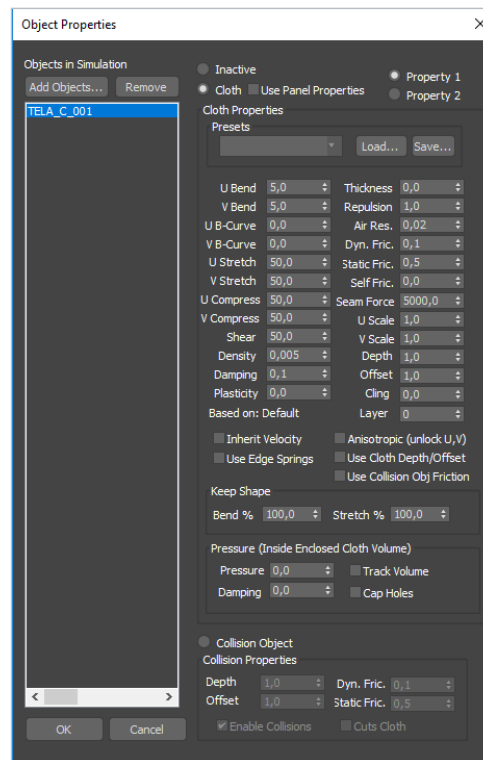 Object Properties
Objects in Simulation
Add Objects... Remove
TELA_C_001
OK Cancel
Inactive
Cloth Use Panel Properties
Property 1
Property 2
Cloth Properties
Presets
Load... Save...
U Bend 5,0 Thickness 0,0
V Bend 5,0 Repulsion 1,0
U B-Curve 0,0 Air Res. 0,02
V B-Curve 0,0 Dyn. Fric. 0,1
U Stretch 50,0 Static Fric. 0,5
V Stretch 50,0 Self Fric. 0,0
U Compress 50,0 Seam Force 5000,0
V Compress 50,0 U Scale 1,0
Shear 50,0 V Scale 1,0
Density 0,005 Depth 1,0
Damping 0,1 Offset 1,0
Plasticity 0,0 Cling 0,0
Based on: Default Layer 0
Inherit Velocity Anisotropic (unlock U,V)
Use Edge Springs Use Cloth Depth/Offset
Use Collision Obj Friction
Keep Shape
Bend % 100,0 Stretch % 100,0
Pressure (Inside Enclosed Cloth Volume)
Pressure 0,0 Track Volume
Damping 0,0 Cap Holes
Collision Object
Collision Properties
Depth 1,0 Dyn. Fric. 0,1
Offset 1,0 Static Fric. 0,5
Enable Collisions Cuts Cloth